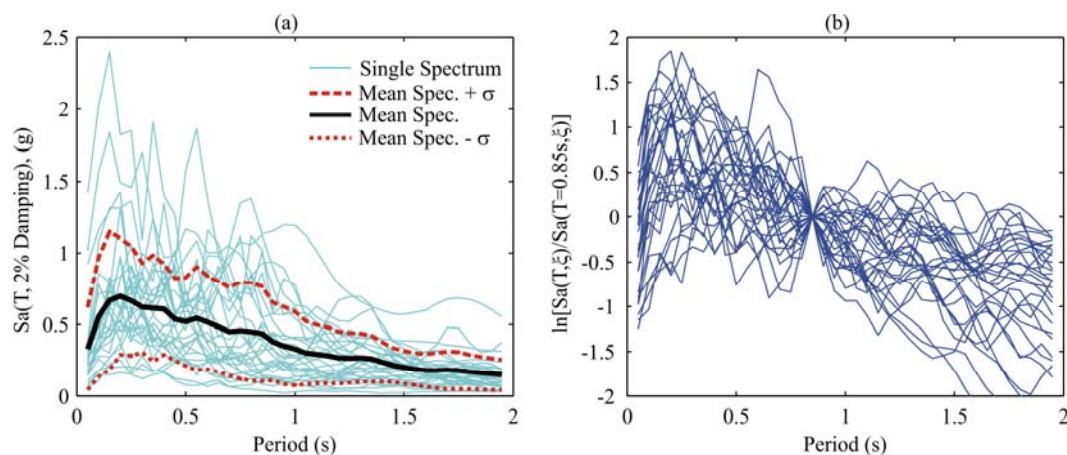 (a)
2.5
2
1.5
1
0.5
0
0
0.5
1
1.5
2
Sa(T, 2% Damping), (g)
Period (s)
Single Spectrum
Mean Spec. + σ
Mean Spec.
Mean Spec. - σ
(b)
2
1.5
1
0.5
0
-0.5
-1
-1.5
-2
0
0.5
1
1.5
2
ln[Sa(T,ξ)/Sa(T=0.85s,ξ)]
Period (s)